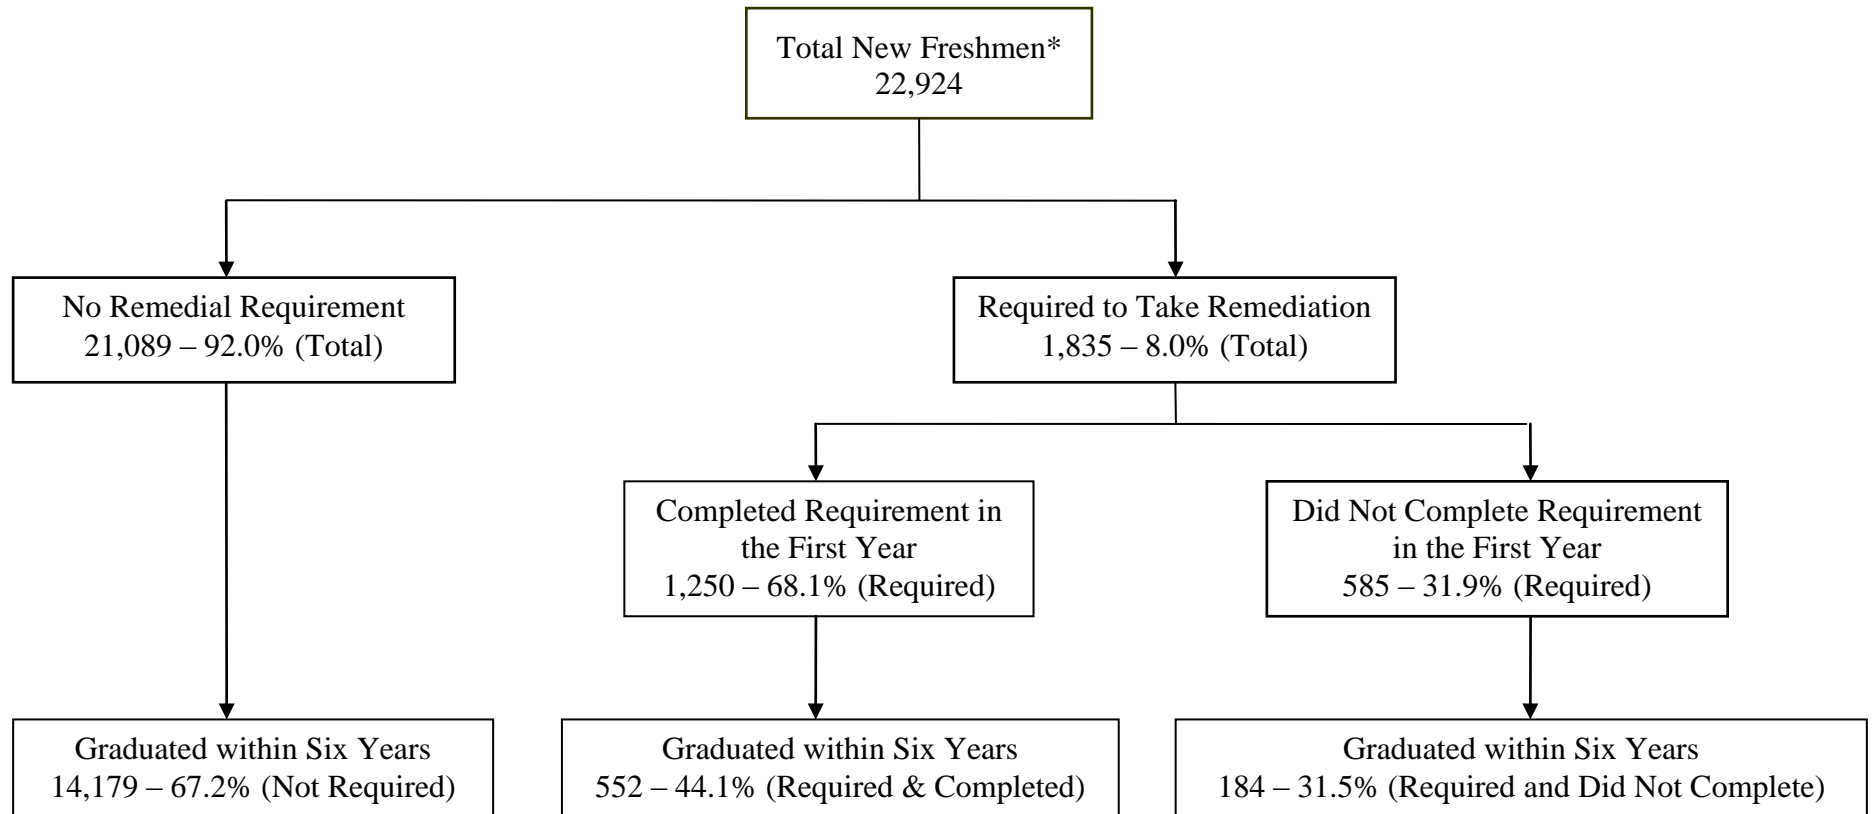 Total New Freshmen*
22,924
No Remedial Requirement
21,089 – 92.0% (Total)
Required to Take Remediation
1,835 – 8.0% (Total)
Completed Requirement in
the First Year
1,250 – 68.1% (Required)
Did Not Complete Requirement
in the First Year
585 – 31.9% (Required)
Graduated within Six Years
14,179 – 67.2% (Not Required)
Graduated within Six Years
552 – 44.1% (Required & Completed)
Graduated within Six Years
184 – 31.5% (Required and Did Not Complete)